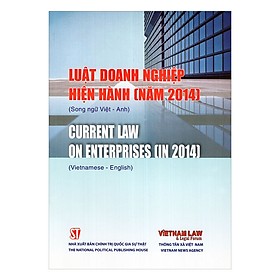 LUẬT DOANH NGHIỆP
HIỆN HÀNH (NĂM 2014)
(Song ngữ Việt - Anh)
CURRENT LAW
ON ENTERPRISES (IN 2014)
(Vietnamese - English)
ST
NHÀ XUẤT BẢN CHÍNH TRỊ QUỐC GIA SỰ THẬT
THE NATIONAL POLITICAL PUBLISHING HOUSE
VIETNAM LAW
& Legal Forum
THÔNG TẤN XÃ VIỆT NAM
VIETNAM NEWS AGENCY